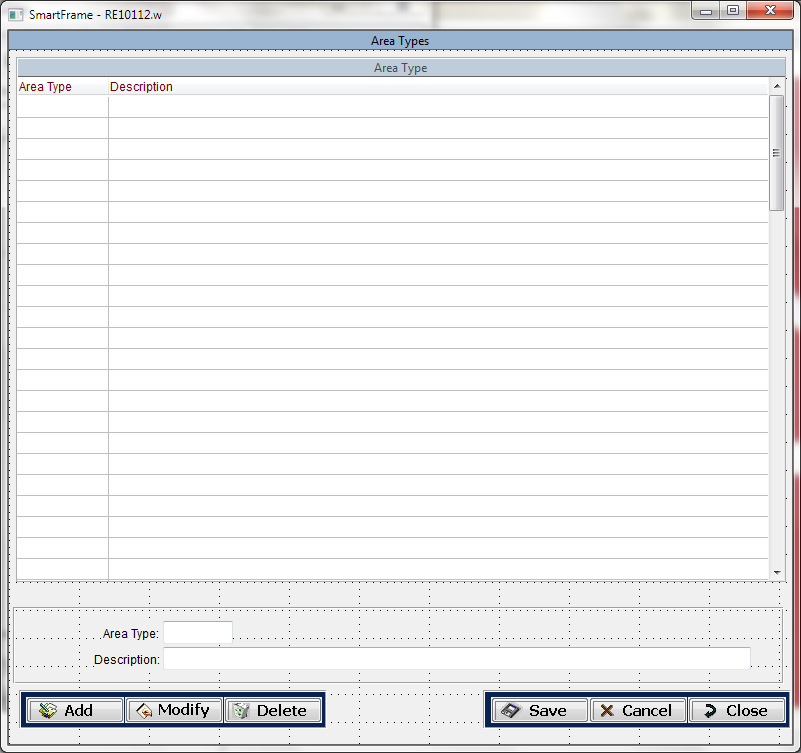 SmartFrame - RE10112.w
Area Types
Area Type
Area Type Description
Area Type:
Description:
Add Modify Delete Save Cancel Close